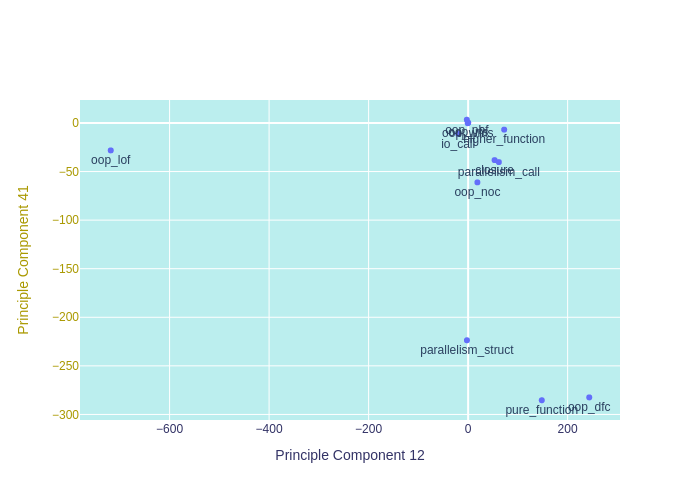 0
−50
−100
−150
−200
−250
−300
Principle Component 41
oop_lof
io_call
higher_function
closure
parallelism_call
oop_noc
parallelism_struct
pure_function
oop_dfc
−600
−400
−200
0
200
Principle Component 12